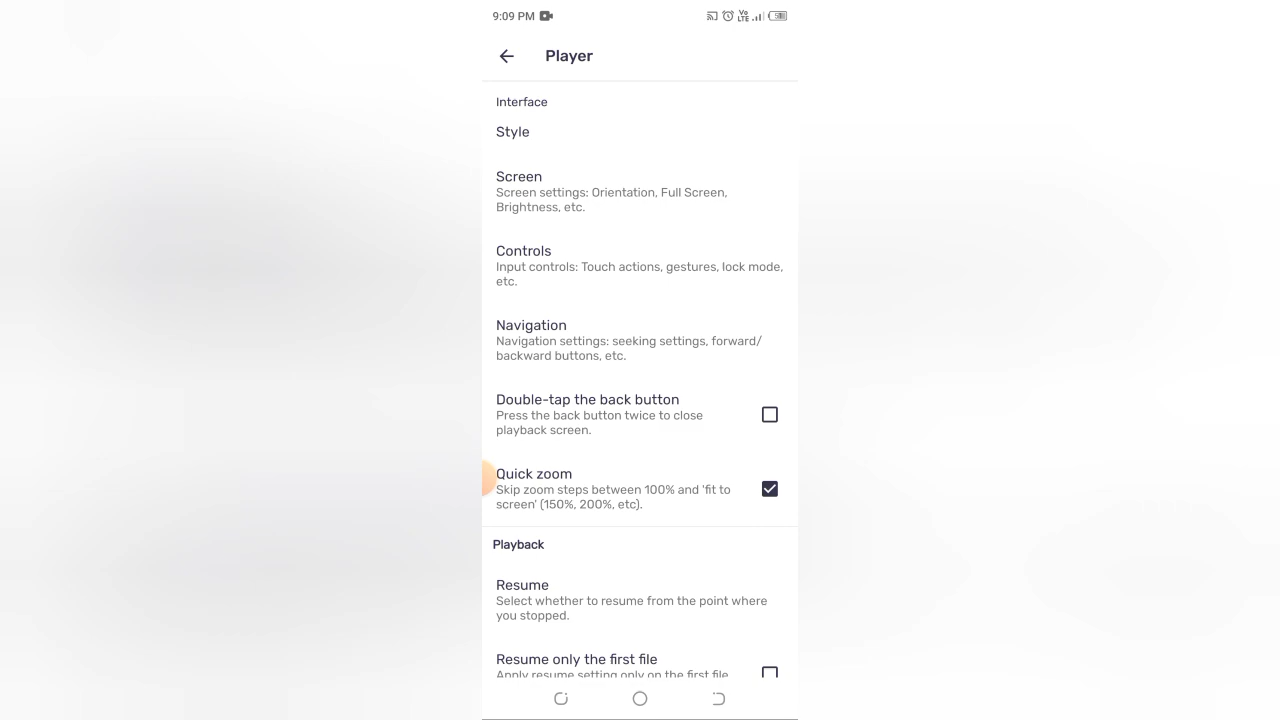 9:09 PM
Vo
LTE
Player
Interface
Style
Screen
Screen settings: Orientation, Full Screen,
Brightness, etc.
Controls
Input controls: Touch actions, gestures, lock mode,
etc.
Navigation
Navigation settings: seeking settings, forward/
backward buttons, etc.
Double-tap the back button
Press the back button twice to close
playback screen.
Quick zoom
Skip zoom steps between 100% and 'fit to
screen' (150%, 200%, etc).
Playback
Resume
Select whether to resume from the point where
you stopped.
Resume only the first file
Apply resume setting only on the first file